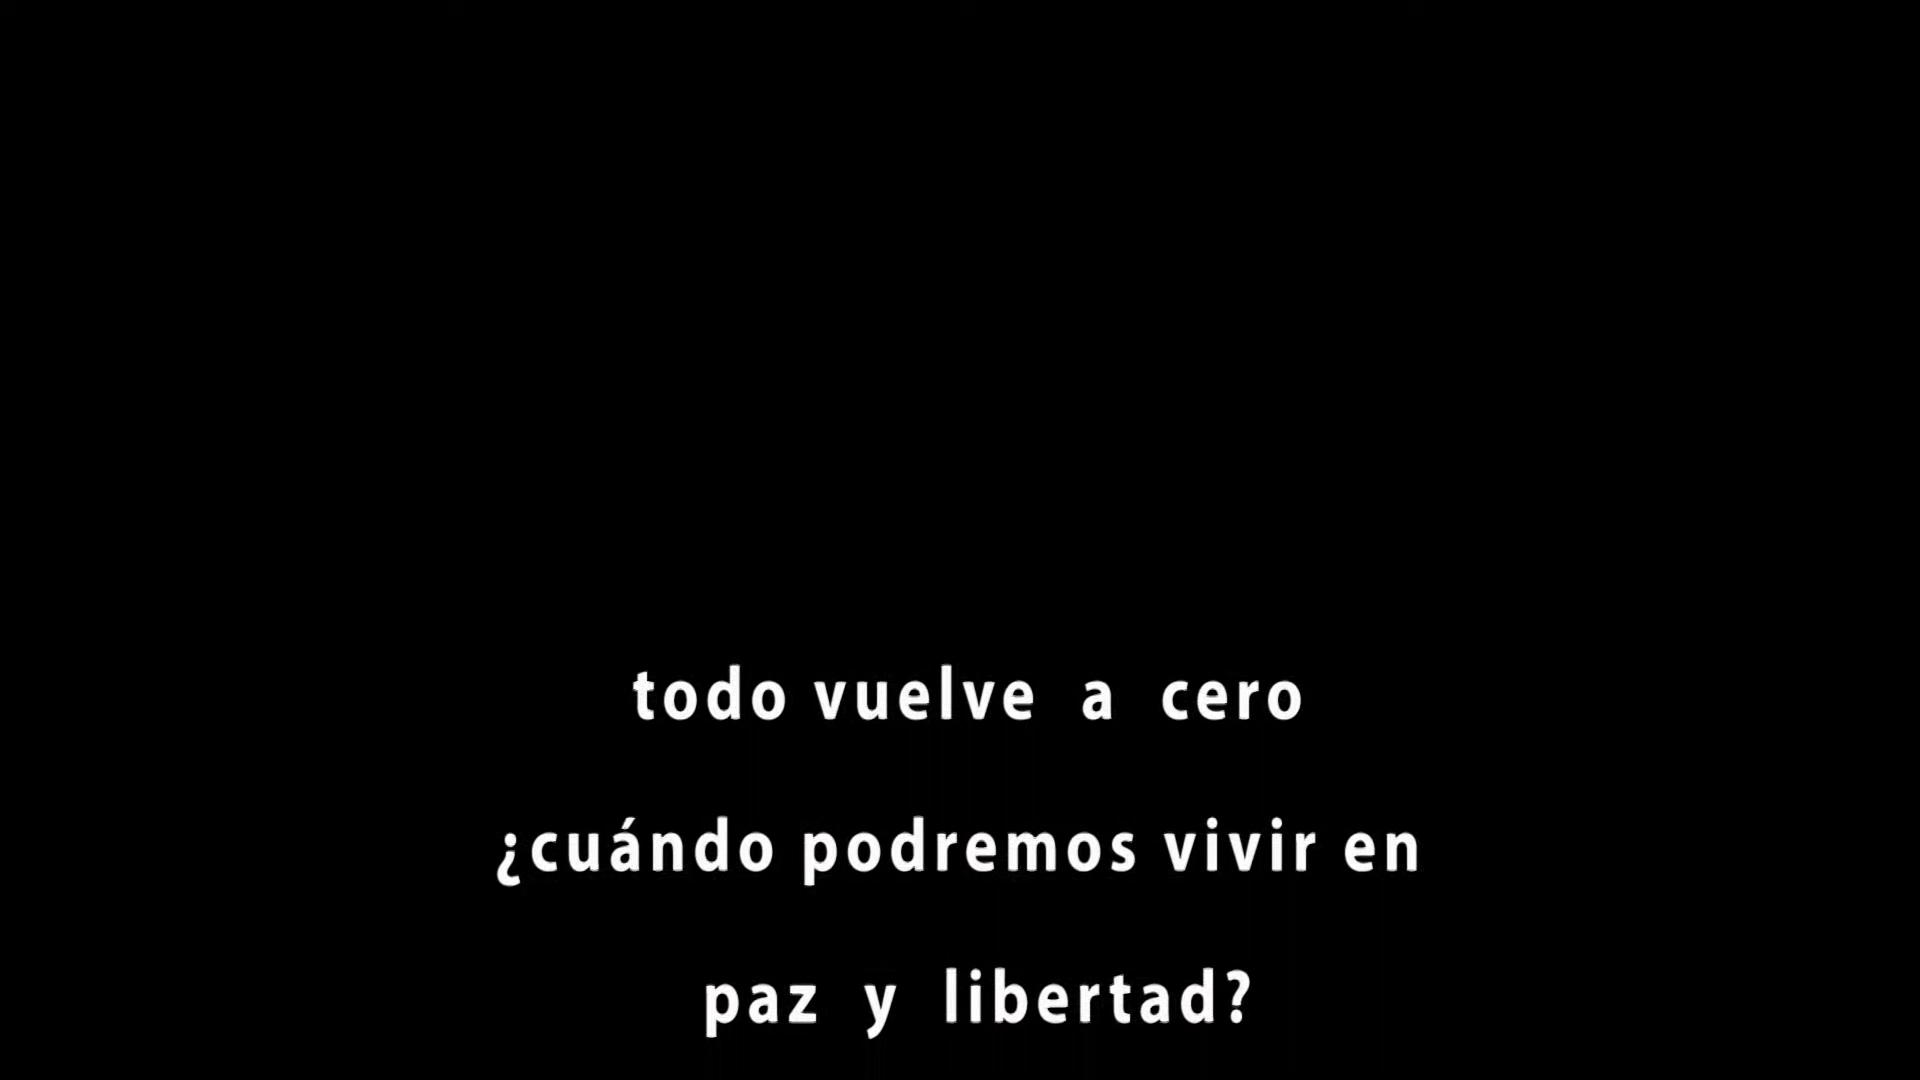 todo vuelve a cero
¿cuándo podremos vivir en
paz y libertad?